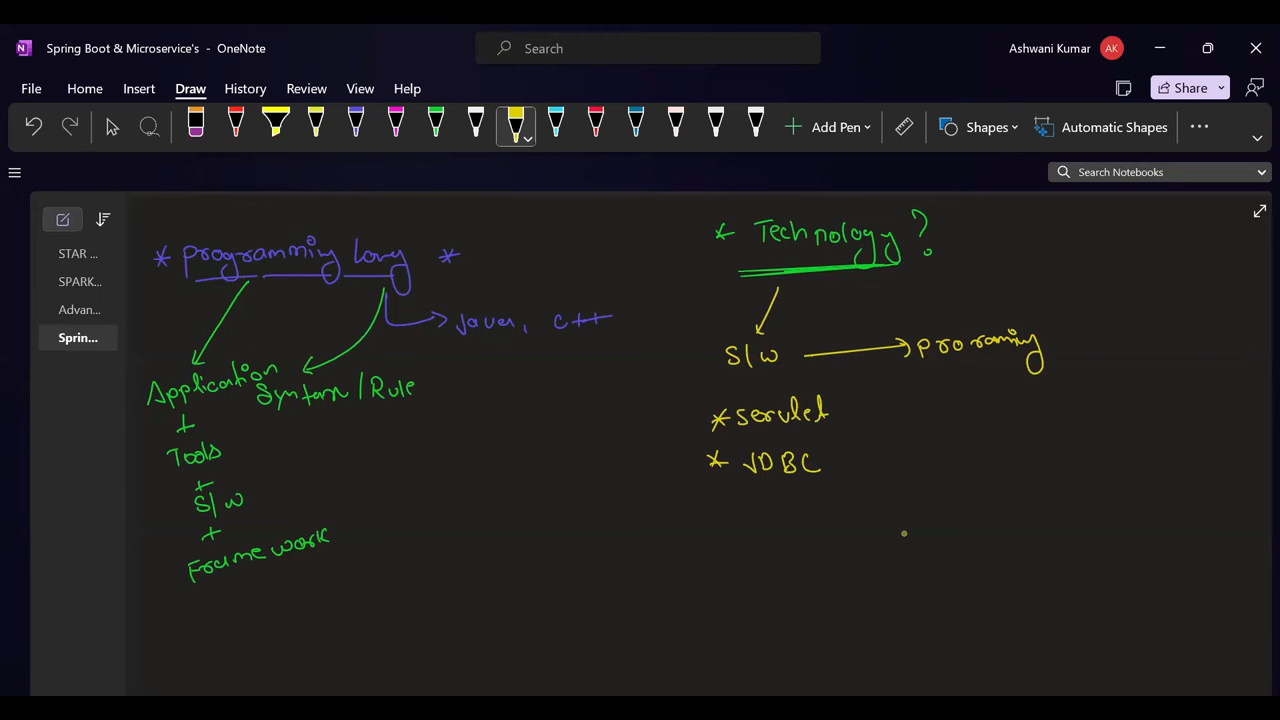 Spring Boot & Microservice's - OneNote
Search
Ashwani Kumar AK
File Home Insert Draw History Review View Help
Share
Add Pen
Shapes
Automatic Shapes
Search Notebooks
STAR ...
SPARK...
Advan...
Sprin...
* programming lang *
→ java, c++
Application
Syntax / Rule
+
Tools
+
S/w
+
Frame work
* Technology ?
S/w → programing
* Servlet
* JDBC